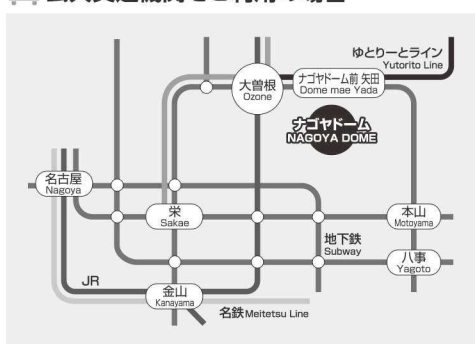 公共交通機関をご利用の場合
ゆとりーとライン
Yutorito Line
大曽根
Ozone
ナゴヤドーム前 矢田
Dome mae Yada
ナゴヤドーム
NAGOYA DOME
名古屋
Nagoya
栄
Sakae
本山
Motoyama
地下鉄
Subway
八事
Yagoto
JR
金山
Kanayama
名鉄 Meitetsu Line